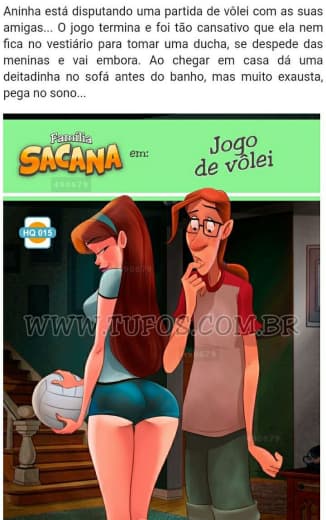 Aninha está disputando uma partida de vôlei com as suas
amigas... O jogo termina e foi tão cansativo que ela nem
fica no vestiário para tomar uma ducha, se despede das
meninas e vai embora. Ao chegar em casa dá uma
deitadinha no sofá antes do banho, mas muito exausta,
pega no sono...
Família
SACANA
em:
Jogo
de vôlei
HQ 015
WWW.TUFOS.COM.BR